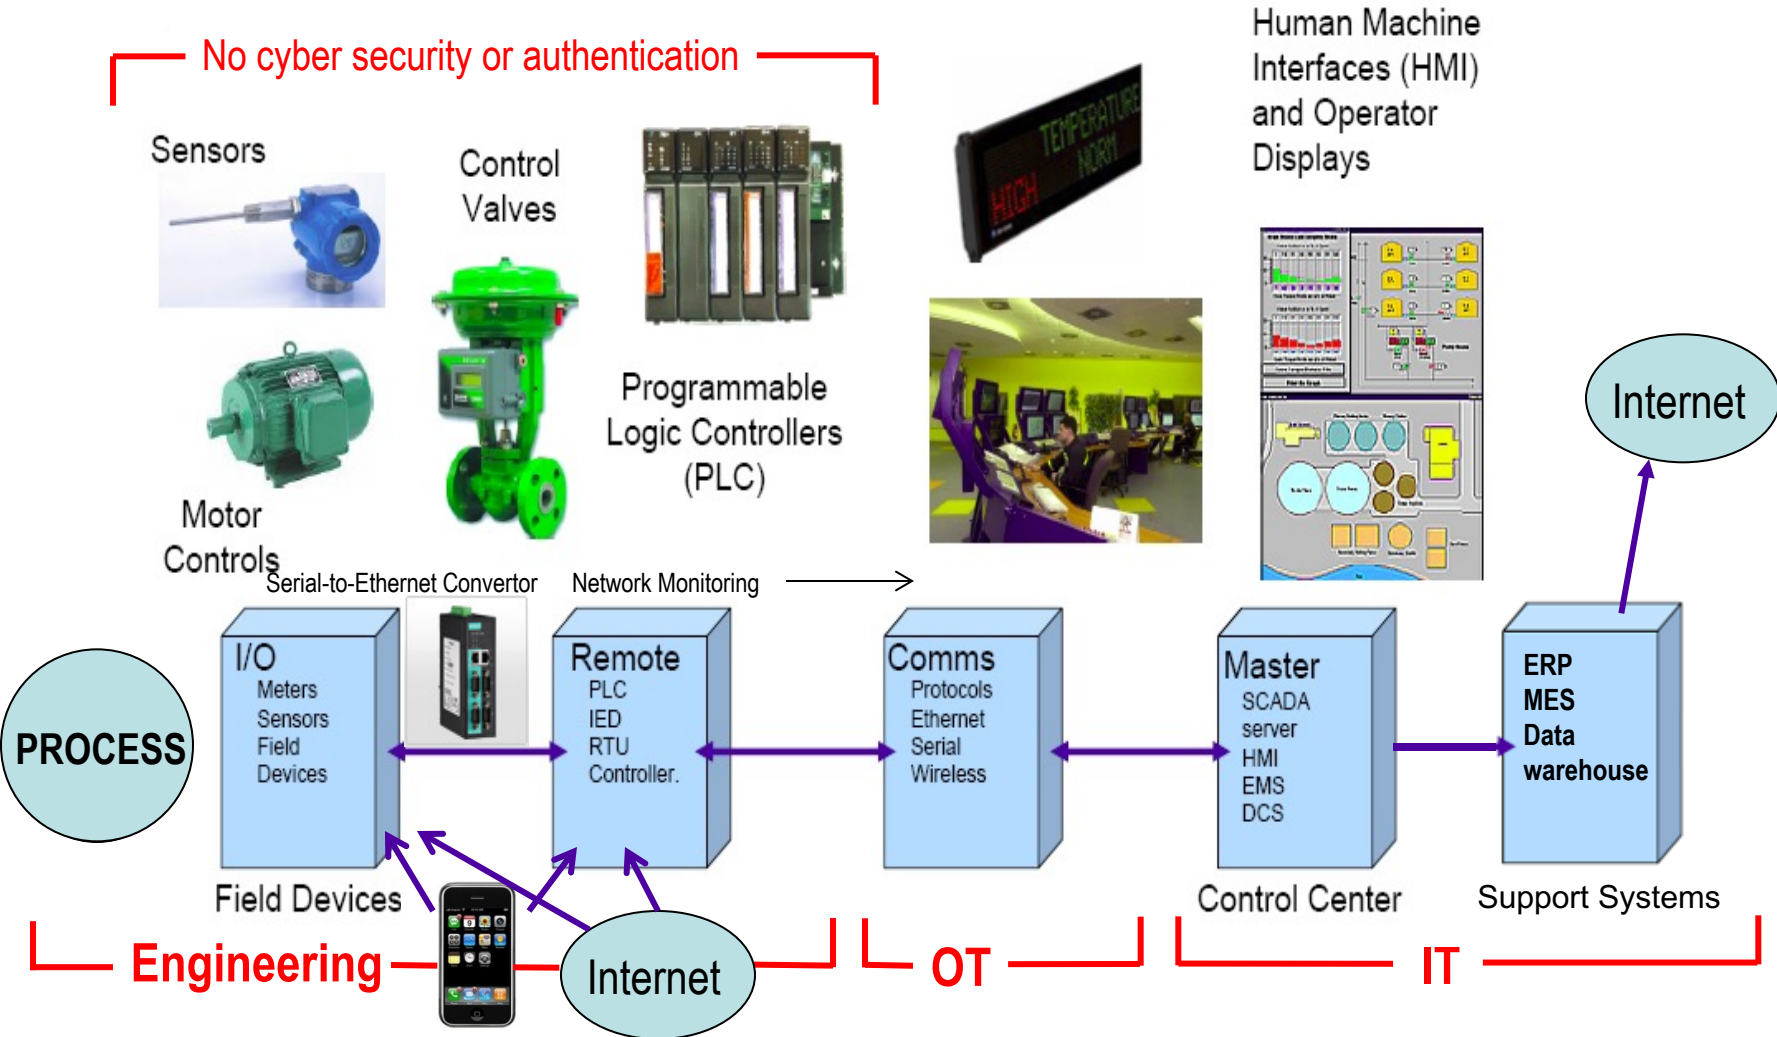 No cyber security or authentication
Human Machine
Interfaces (HMI)
and Operator
Displays
Sensors
Control
Valves
TEMPERATURE
NORM
HIGH
Programmable
Logic Controllers
(PLC)
Motor
Controls
Internet
Serial-to-Ethernet Convertor
Network Monitoring
PROCESS
I/O
Meters
Sensors
Field
Devices
Remote
PLC
IED
RTU
Controller.
Comms
Protocols
Ethernet
Serial
Wireless
Master
SCADA
server
HMI
EMS
DCS
ERP
MES
Data
warehouse
Field Devices
Control Center
Support Systems
Engineering
Internet
OT
IT